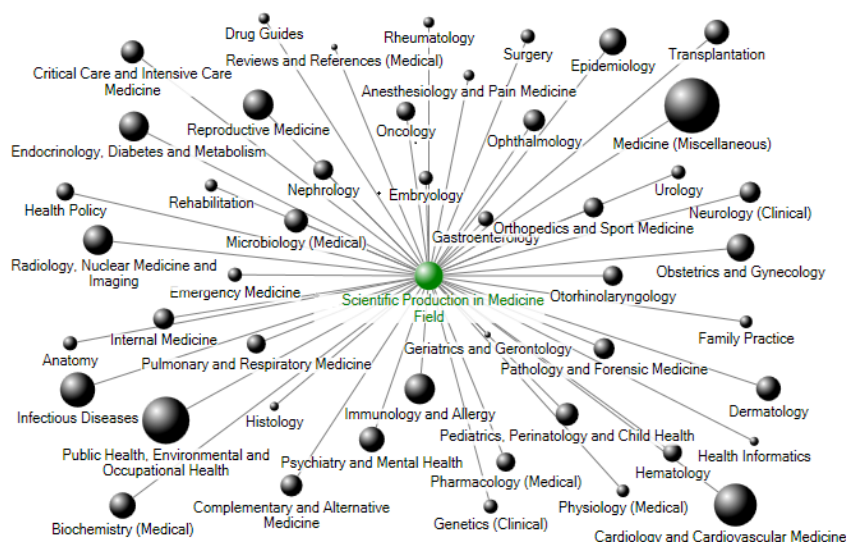 Drug Guides
Rheumatology
Reviews and References (Medical)
Surgery
Epidemiology
Transplantation
Critical Care and Intensive Care
Medicine
Anesthesiology and Pain Medicine
Reproductive Medicine
Oncology
Ophthalmology
Medicine (Miscellaneous)
Endocrinology, Diabetes and Metabolism
Nephrology
Embryology
Urology
Rehabilitation
Health Policy
Neurology (Clinical)
Microbiology (Medical)
Gastroenterology
Orthopedics and Sport Medicine
Radiology, Nuclear Medicine and
Imaging
Obstetrics and Gynecology
Emergency Medicine
Otorhinolaryngology
Scientific Production in Medicine
Field
Internal Medicine
Family Practice
Anatomy
Pulmonary and Respiratory Medicine
Geriatrics and Gerontology
Pathology and Forensic Medicine
Infectious Diseases
Histology
Immunology and Allergy
Dermatology
Public Health, Environmental and
Occupational Health
Psychiatry and Mental Health
Pediatrics, Perinatology and Child Health
Health Informatics
Pharmacology (Medical)
Hematology
Biochemistry (Medical)
Complementary and Alternative
Medicine
Genetics (Clinical)
Physiology (Medical)
Cardiology and Cardiovascular Medicine